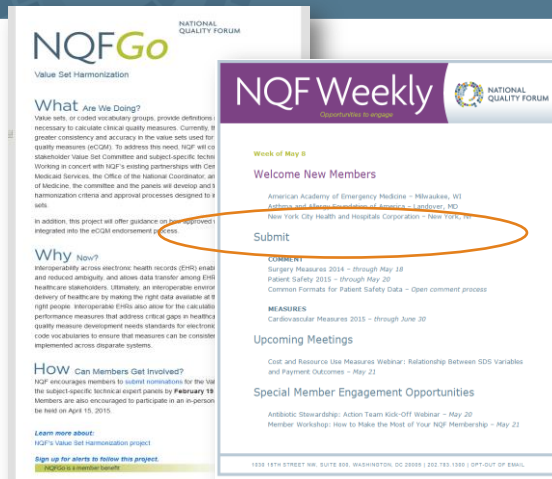 NATIONAL
QUALITY FORUM
NQFGo
Value Set Harmonization
What Are We Doing?
Value sets, or coded vocabulary groups, provide definitions
necessary to calculate clinical quality measures. Currently, th
greater consistency and accuracy in the value sets used for
quality measures (eCQM). To address this need, NQF will co
stakeholder Value Set Committee and subject-specific techni
Working in concert with NQF's existing partnerships with Cen
Medicaid Services, the Office of the National Coordinator, an
of Medicine, the committee and the panels will develop and t
harmonization criteria and approval processes designed to i
sets.
In addition, this project will offer guidance on how approved
integrated into the eCQM endorsement process.
Why Now?
Interoperability across electronic health records (EHR) enab
and reduced ambiguity, and allows data transfer among EHR
healthcare stakeholders. Ultimately, an interoperable environ
delivery of healthcare by making the right data available at t
right people. Interoperable EHRs also allow for the calculatio
performance measures that address critical gaps in healthca
quality measure development needs standards for electronic
code vocabularies to ensure that measures can be consisten
implemented across disparate systems.
How Can Members Get Involved?
NQF encourages members to submit nominations for the Val
the subject-specific technical expert panels by February 19
Members are also encouraged to participate in an in-person
be held on April 15, 2015.
Learn more about:
NQF's Value Set Harmonization project
Sign up for alerts to follow this project.
NQFGo is a member benefit
NQF Weekly
Opportunities to engage
NATIONAL
QUALITY FORUM
Week of May 8
Welcome New Members
American Academy of Emergency Medicine – Milwaukee, WI
Asthma and Allergy Foundation of America – Landover, MD
New York City Health and Hospitals Corporation – New York, NY
Submit
COMMENT
Surgery Measures 2014 – through May 18
Patient Safety 2015 – through May 20
Common Formats for Patient Safety Data – Open comment process
MEASURES
Cardiovascular Measures 2015 – through June 30
Upcoming Meetings
Cost and Resource Use Measures Webinar: Relationship Between SDS Variables
and Payment Outcomes – May 21
Special Member Engagement Opportunities
Antibiotic Stewardship: Action Team Kick-Off Webinar – May 20
Member Workshop: How to Make the Most of Your NQF Membership – May 21
1030 15TH STREET NW, SUITE 800, WASHINGTON, DC 20005 | 202.783.1300 | OPT-OUT OF EMAIL